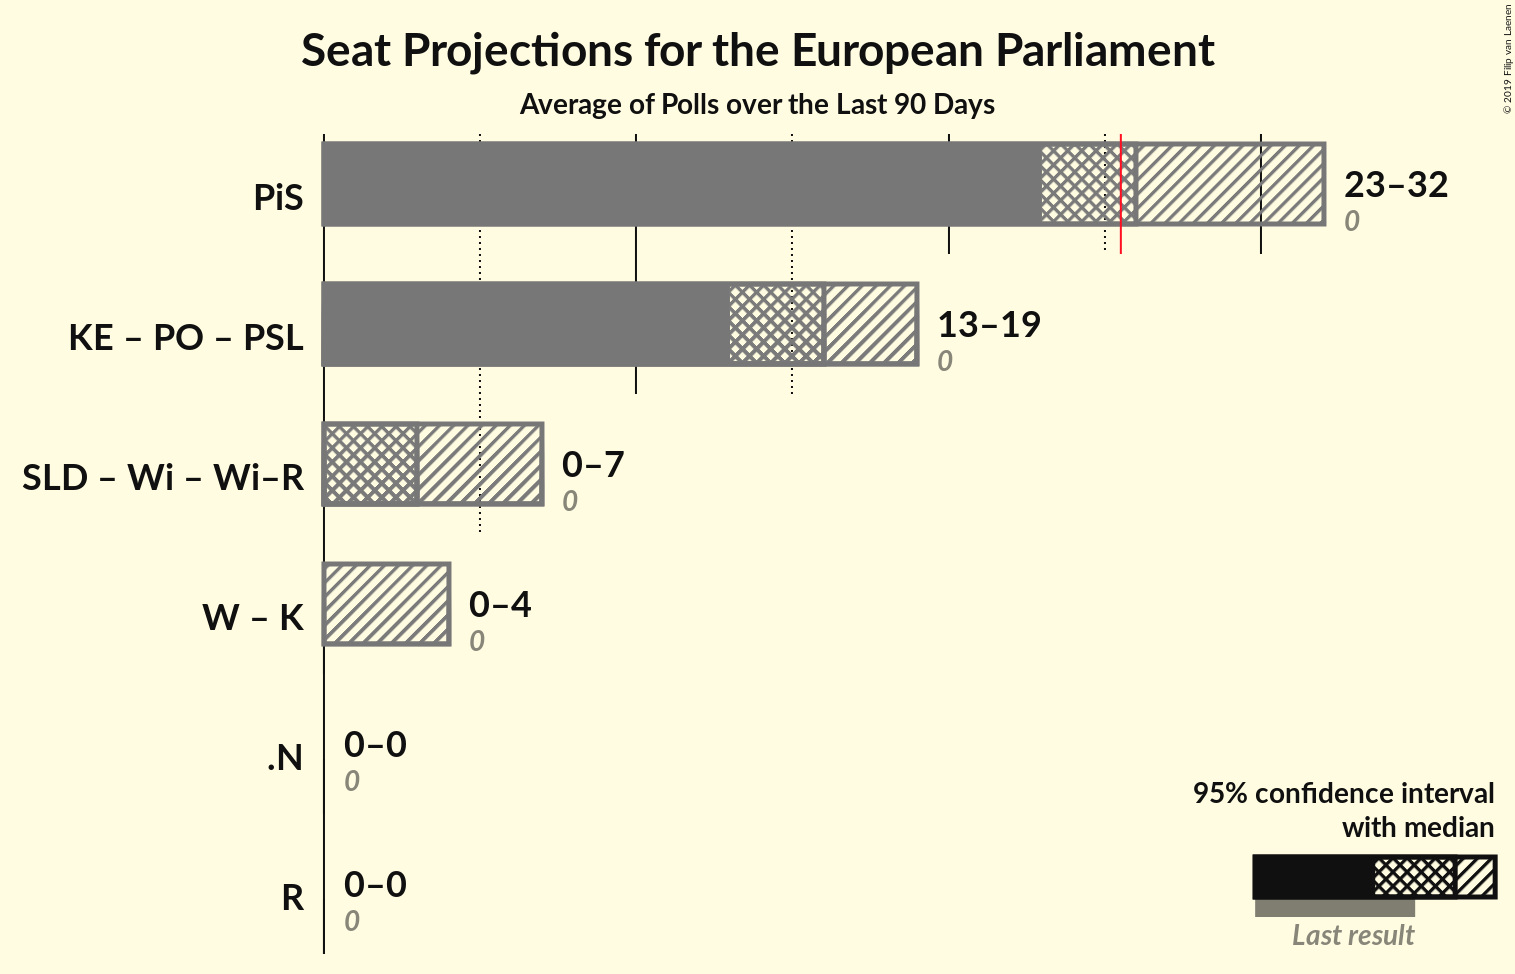 Seat Projections for the European Parliament
Average of Polls over the Last 90 Days
© 2019 Filip van Laenen
PiS
23–32
0
KE – PO – PSL
13–19
0
SLD – Wi – Wi–R
0–7
0
W – K
0–4
0
.N
0–0
0
R
0–0
0
95% confidence interval
with median
Last result